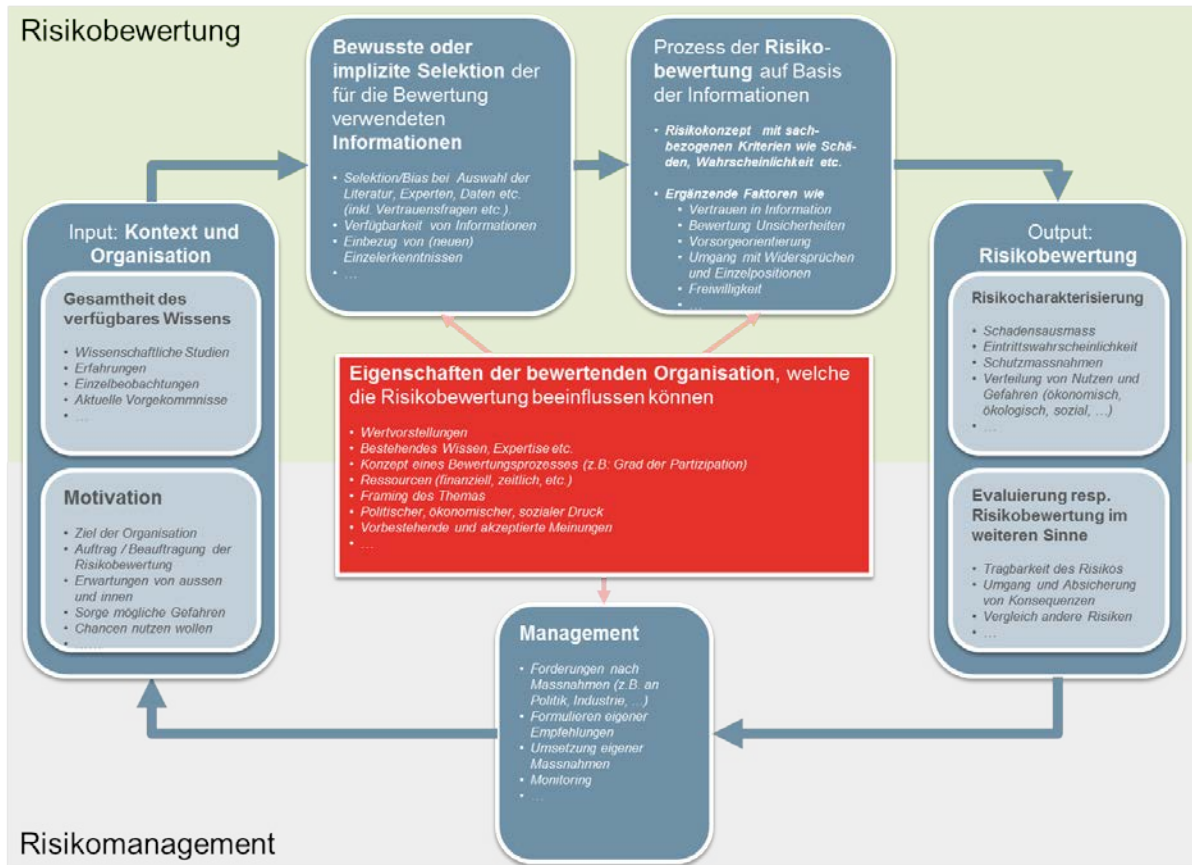 Risikobewertung
Bewusste oder
implizite Selektion der
für die Bewertung
verwendeten
Informationen
• Selektion/Bias bei Auswahl der
Literatur, Experten, Daten etc.
(inkl. Vertrauensfragen etc.)
• Verfügbarkeit von Informationen
• Einbezug von (neuen)
Einzelerkenntnissen
• …
Prozess der Risiko-
bewertung auf Basis
der Informationen
• Risikokonzept mit sach-
bezogenen Kriterien wie Schä-
den, Wahrscheinlichkeit etc.
• Ergänzende Faktoren wie
• Vertrauen in Information
• Bewertung Unsicherheiten
• Vorsorgeorientierung
• Umgang mit Widersprüchen
und Einzelpositionen
• Freiwilligkeit
• …
Input: Kontext und
Organisation
Gesamtheit des
verfügbares Wissens
• Wissenschaftliche Studien
• Erfahrungen
• Einzelbeobachtungen
• Aktuelle Vorgekommnisse
• …
Motivation
• Ziel der Organisation
• Auftrag / Beauftragung der
Risikobewertung
• Erwartungen von aussen
und innen
• Sorge mögliche Gefahren
• Chancen nutzen wollen
• ……
Eigenschaften der bewertenden Organisation, welche
die Risikobewertung beeinflussen können
• Wertvorstellungen
• Bestehendes Wissen, Expertise etc.
• Konzept eines Bewertungsprozesses (z.B: Grad der Partizipation)
• Ressourcen (finanziell, zeitlich, etc.)
• Framing des Themas
• Politischer, ökonomischer, sozialer Druck
• Vorbestehende und akzeptierte Meinungen
• …
Output:
Risikobewertung
Risikocharakterisierung
• Schadensausmass
• Eintrittswahrscheinlichkeit
• Schutzmassnahmen
• Verteilung von Nutzen und
Gefahren (ökonomisch,
ökologisch, sozial, …)
• …
Evaluierung resp.
Risikobewertung im
weiteren Sinne
• Tragbarkeit des Risikos
• Umgang und Absicherung
von Konsequenzen
• Vergleich andere Risiken
• …
Management
• Forderungen nach
Massnahmen (z.B. an
Politik, Industrie, …)
• Formulieren eigener
Empfehlungen
• Umsetzung eigener
Massnahmen
• Monitoring
• …
Risikomanagement